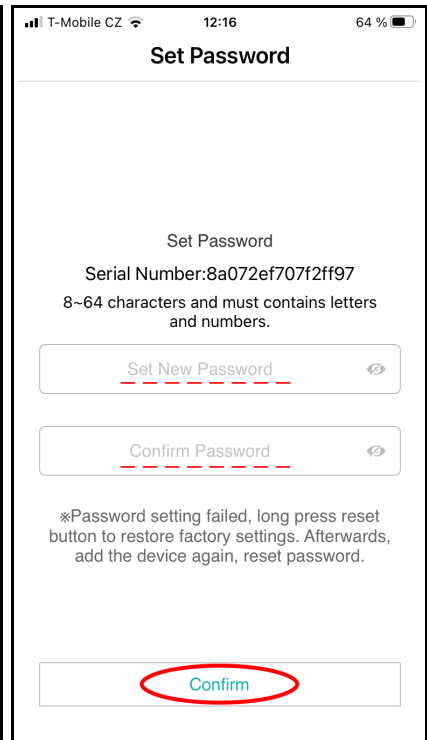 T-Mobile CZ 12:16 64 %
Set Password
Set Password
Serial Number:8a072ef707f2ff97
8~64 characters and must contains letters
and numbers.
Set New Password
Confirm Password
※Password setting failed, long press reset
button to restore factory settings. Afterwards,
add the device again, reset password.
Confirm